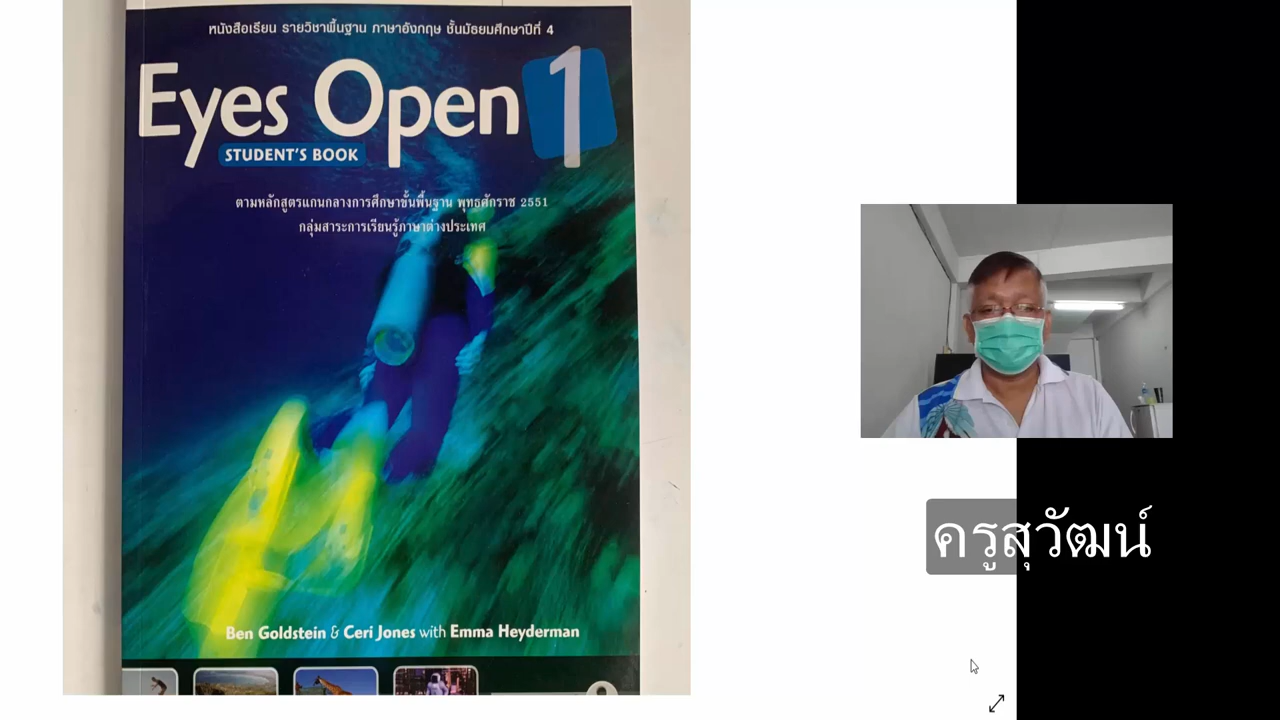 หนังสือเรียน รายวิชาพื้นฐาน ภาษาอังกฤษ ชั้นมัธยมศึกษาปีที่ 4
Eyes Open 1
STUDENT'S BOOK
ตามหลักสูตรแกนกลางการศึกษาขั้นพื้นฐาน พุทธศักราช 2551
กลุ่มสาระการเรียนรู้ภาษาต่างประเทศ
Ben Goldstein & Ceri Jones with Emma Heyderman
ครูสุวัฒน์